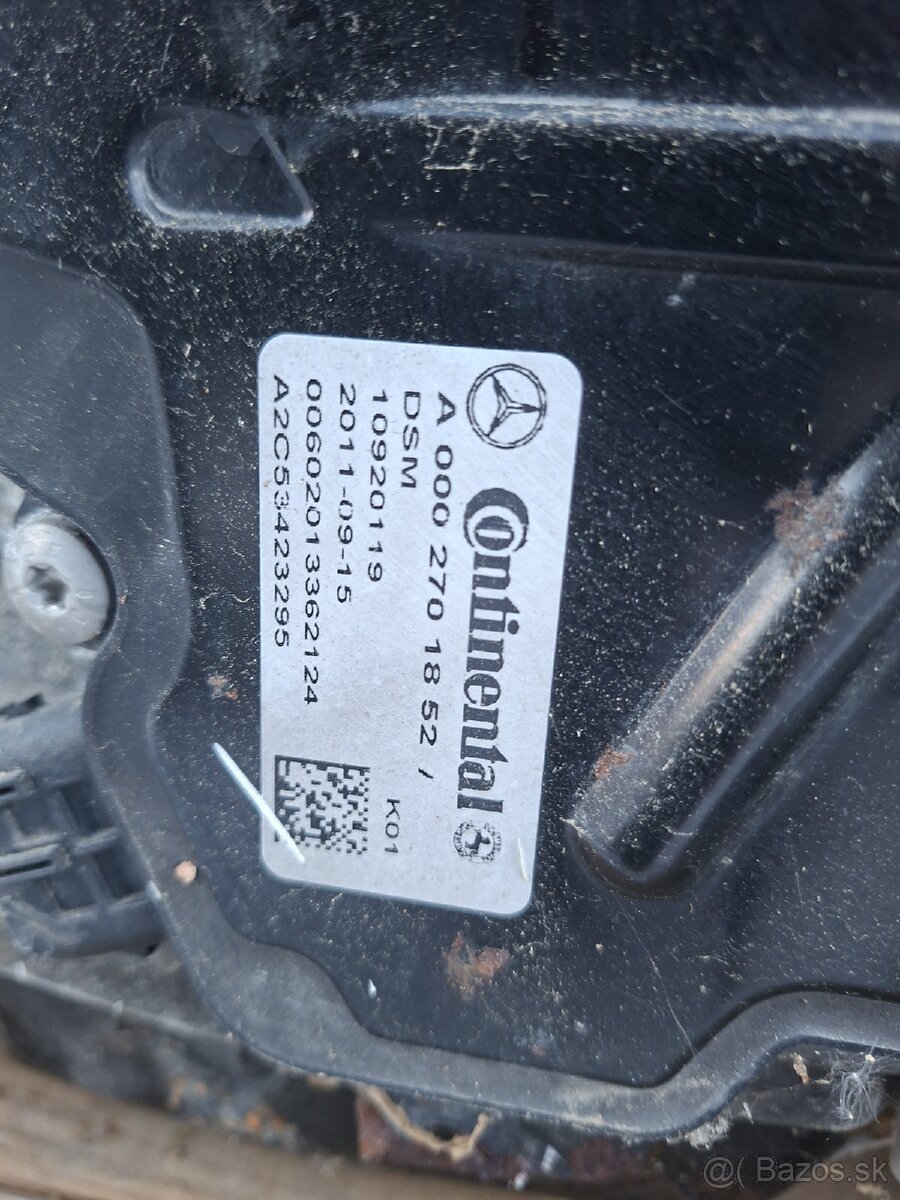 Continental
A 000 270 18 52 /
DSM K01
10920119
2011-09-15
00602013362124
A2C53423295
@( Bazos.sk